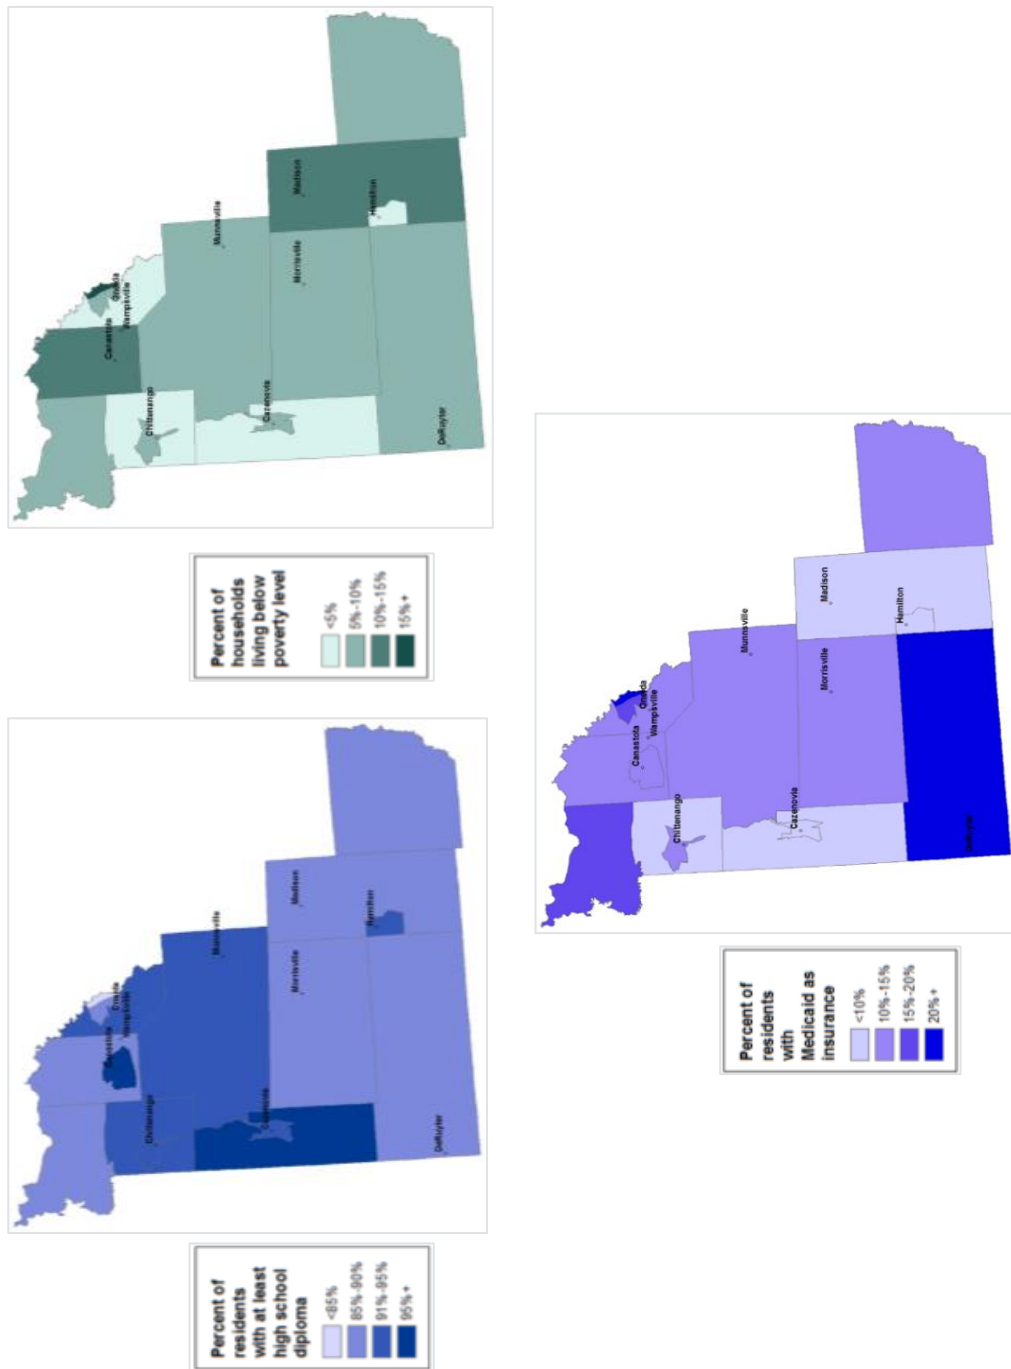 Percent of
residents
with at least
high school
diploma
<85%
85%-90%
91%-95%
95%+
Canastota
Oneida
Wampsville
Chittenango
Munnsville
Cazenovia
Morrisville
Madison
Hamilton
DeRuyter
Percent of
households
living below
poverty level
<5%
5%-10%
10%-15%
15%+
Canastota
Oneida
Wampsville
Chittenango
Munnsville
Cazenovia
Morrisville
Madison
Hamilton
DeRuyter
Percent of
residents
with
Medicaid as
insurance
<10%
10%-15%
15%-20%
20%+
Canastota
Oneida
Wampsville
Chittenango
Munnsville
Cazenovia
Morrisville
Madison
Hamilton
DeRuyter